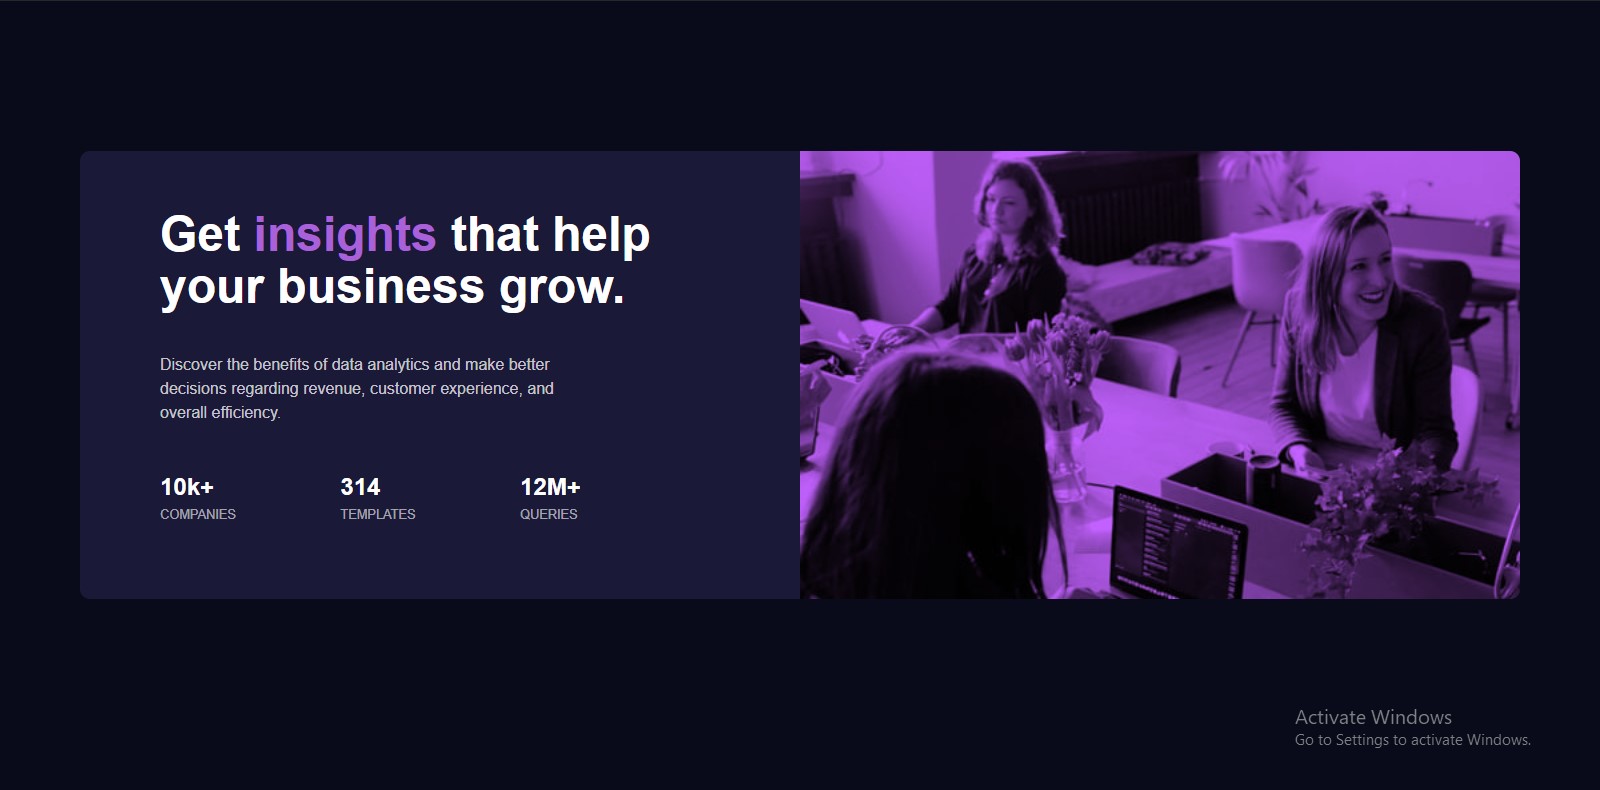 Get insights that help
your business grow.
Discover the benefits of data analytics and make better
decisions regarding revenue, customer experience, and
overall efficiency.
10k+ 314 12M+
COMPANIES TEMPLATES QUERIES
Activate Windows
Go to Settings to activate Windows.